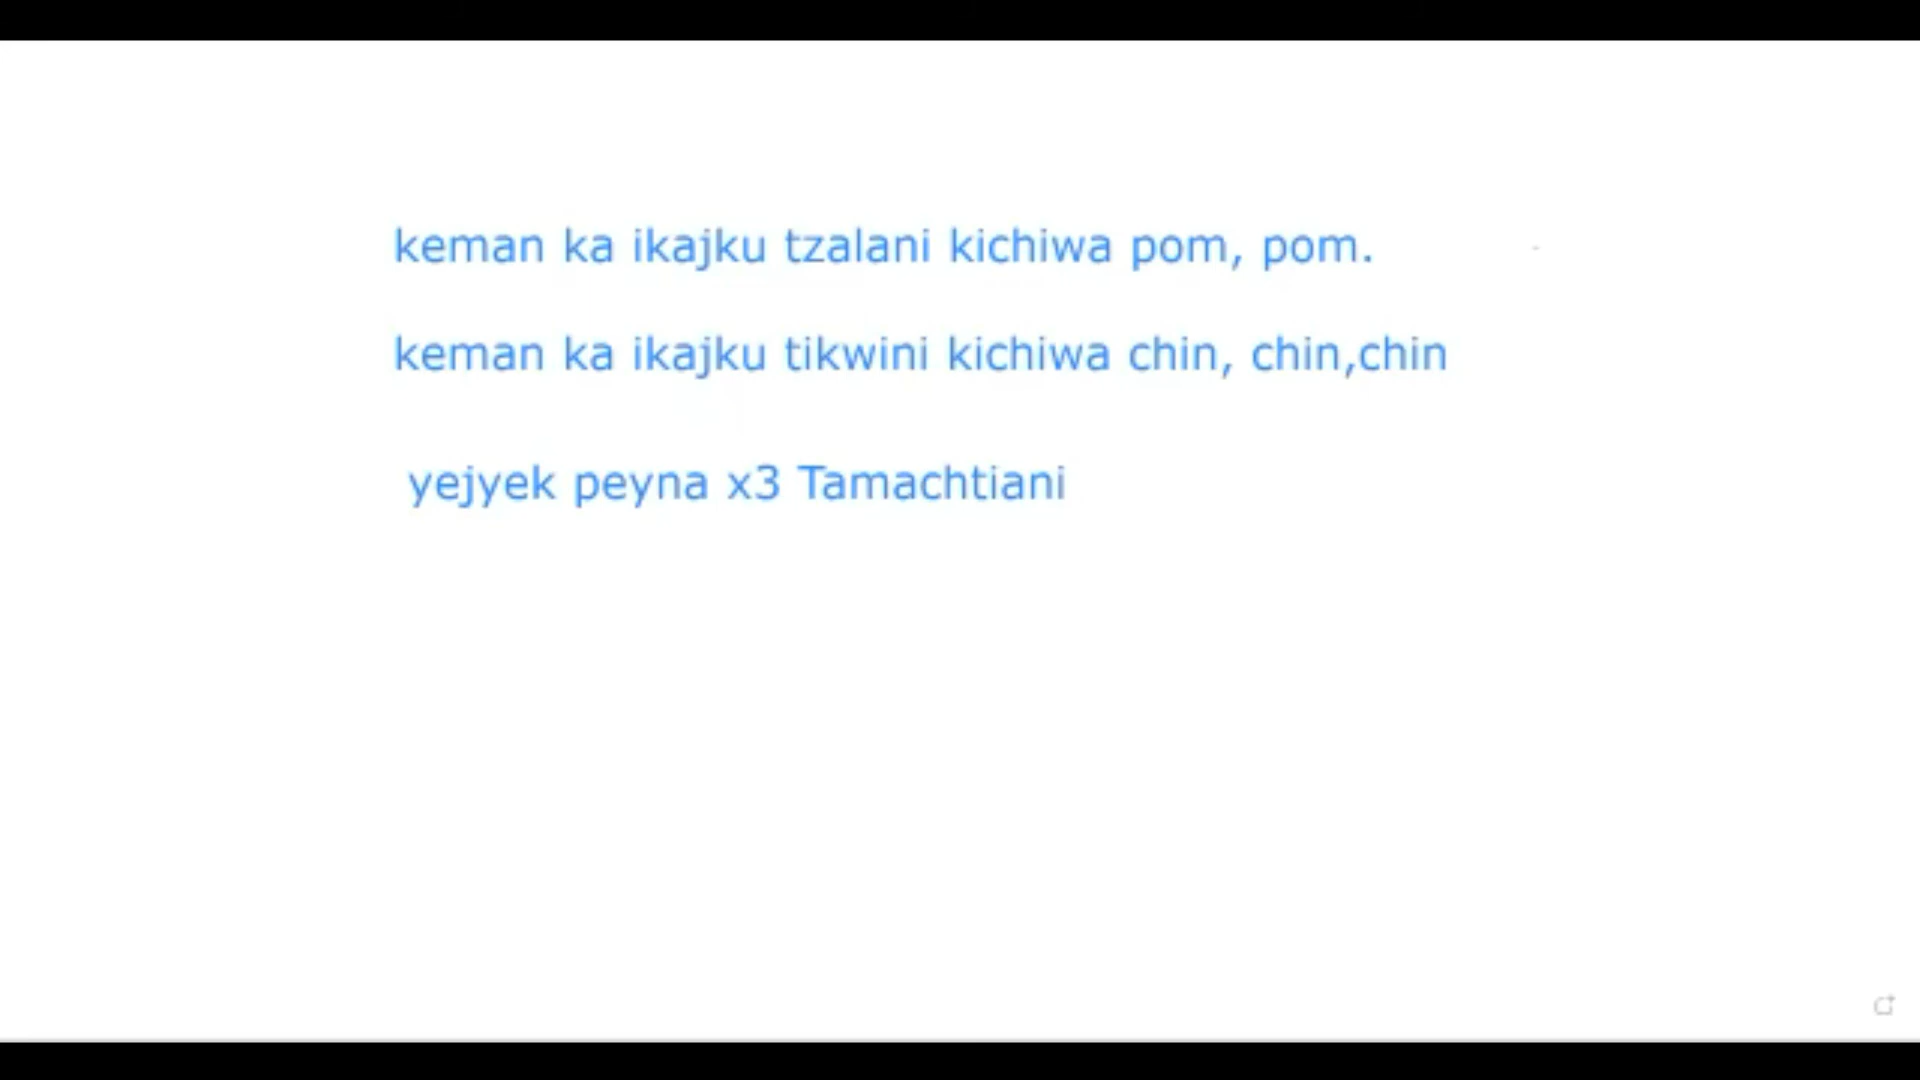 keman ka ikajku tzalani kichiwa pom, pom.
keman ka ikajku tikwini kichiwa chin, chin,chin
yejyek peyna x3 Tamachtiani